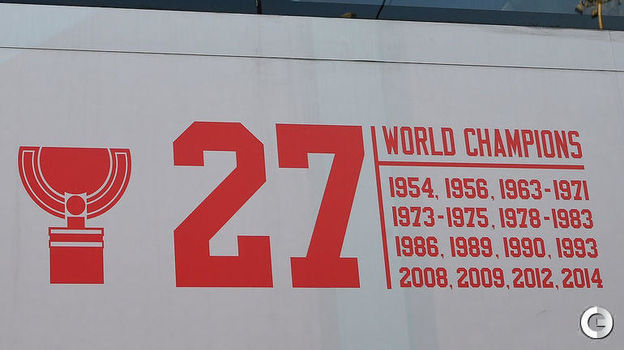 27
WORLD CHAMPIONS
1954, 1956, 1963-1971
1973-1975, 1978-1983
1986, 1989, 1990, 1993
2008, 2009, 2012, 2014